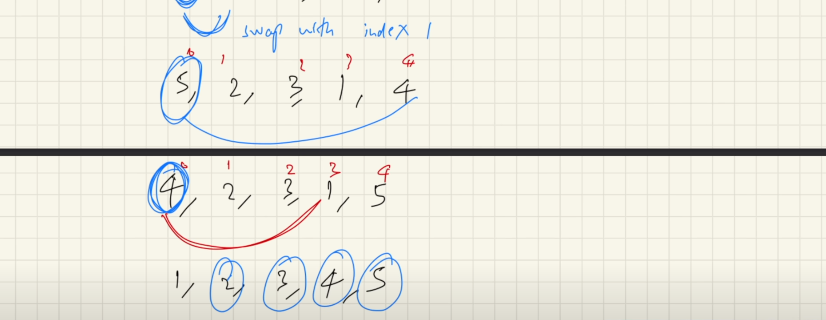 swap with index 1
0 1 2 3 4
5, 2, 3, 1, 4
0 1 2 3 4
4, 2, 3, 1, 5
1, 2, 3, 4, 5